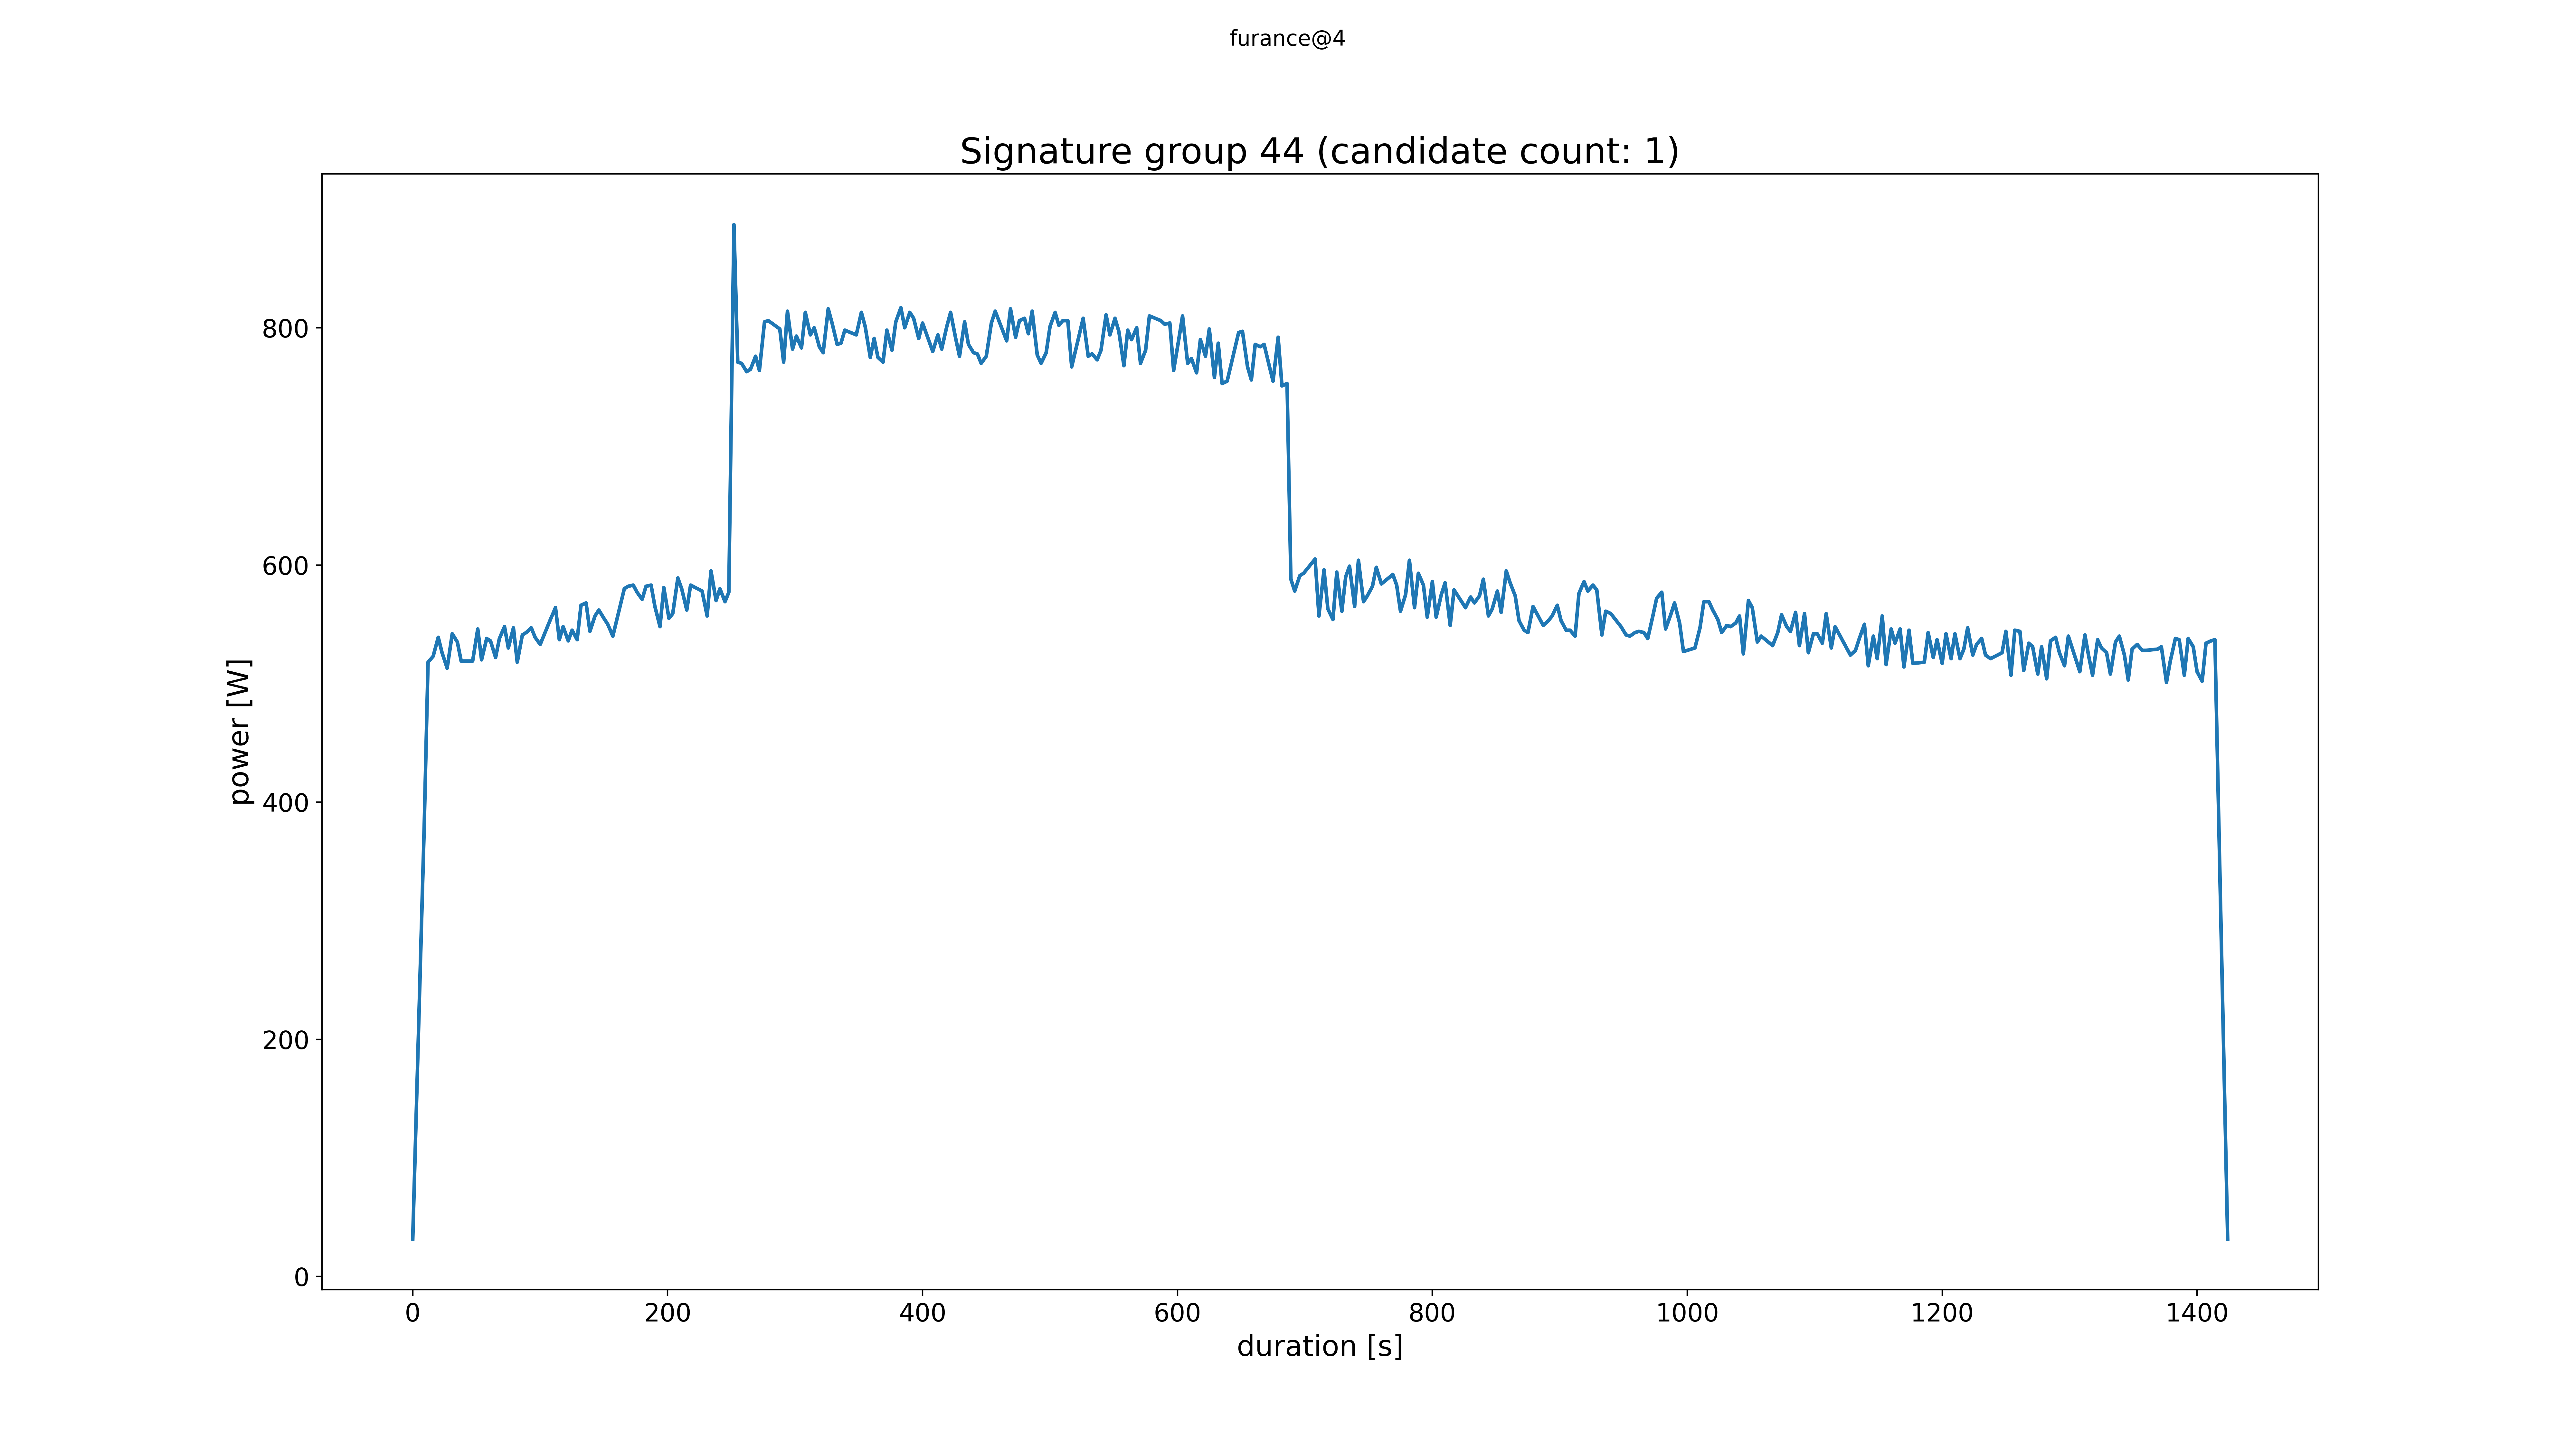 furance@4
Signature group 44 (candidate count: 1)
800
600
400
200
0
power [W]
0 200 400 600 800 1000 1200 1400
duration [s]